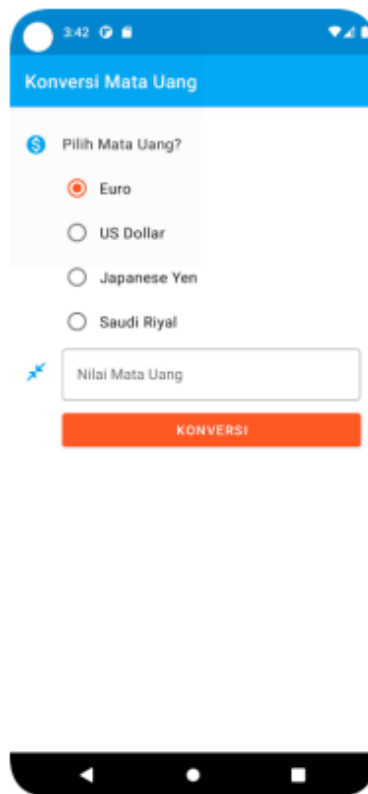 3:42
Konversi Mata Uang
Pilih Mata Uang?
Euro
US Dollar
Japanese Yen
Saudi Riyal
Nilai Mata Uang
KONVERSI